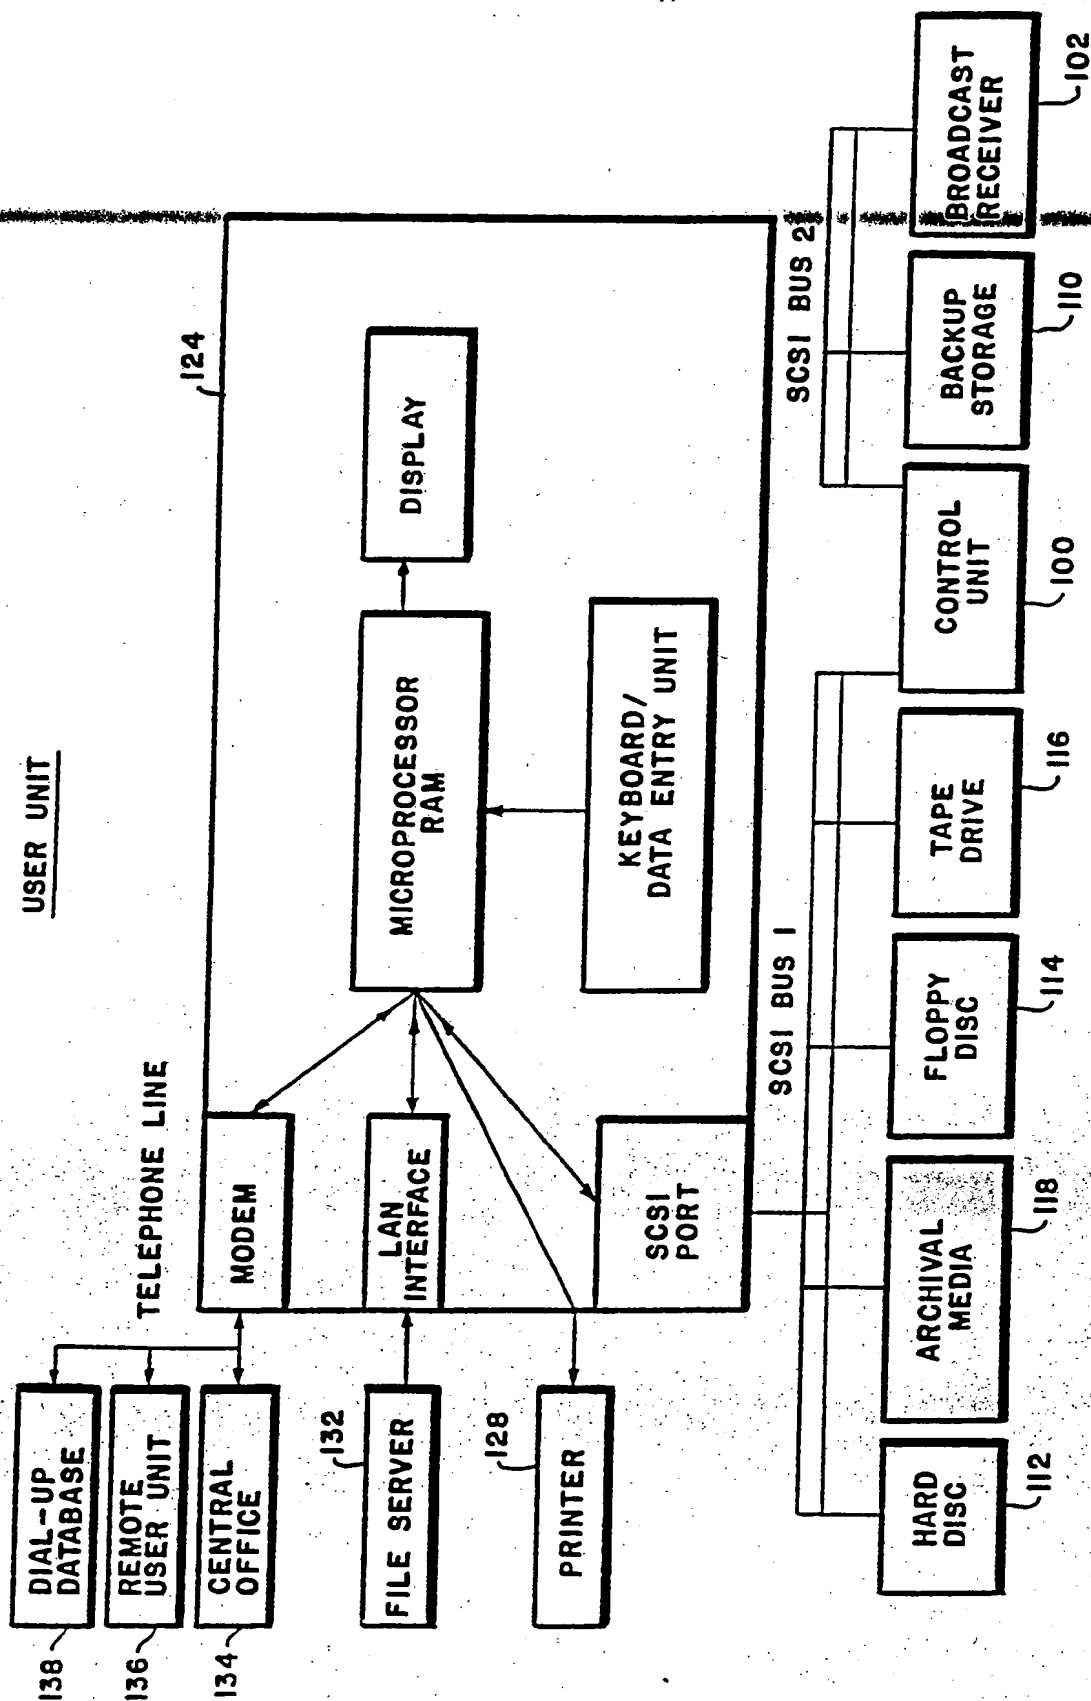 USER UNIT
138
DIAL-UP
DATABASE
136
REMOTE
USER UNIT
134
CENTRAL
OFFICE
TELEPHONE LINE
124
MODEM
132
FILE SERVER
LAN
INTERFACE
MICROPROCESSOR
RAM
DISPLAY
128
PRINTER
KEYBOARD/
DATA ENTRY UNIT
SCSI
PORT
SCSI BUS 1
SCSI BUS 2
HARD
DISC
112
ARCHIVAL
MEDIA
118
FLOPPY
DISC
114
TAPE
DRIVE
116
CONTROL
UNIT
100
BACKUP
STORAGE
110
BROADCAST
RECEIVER
102